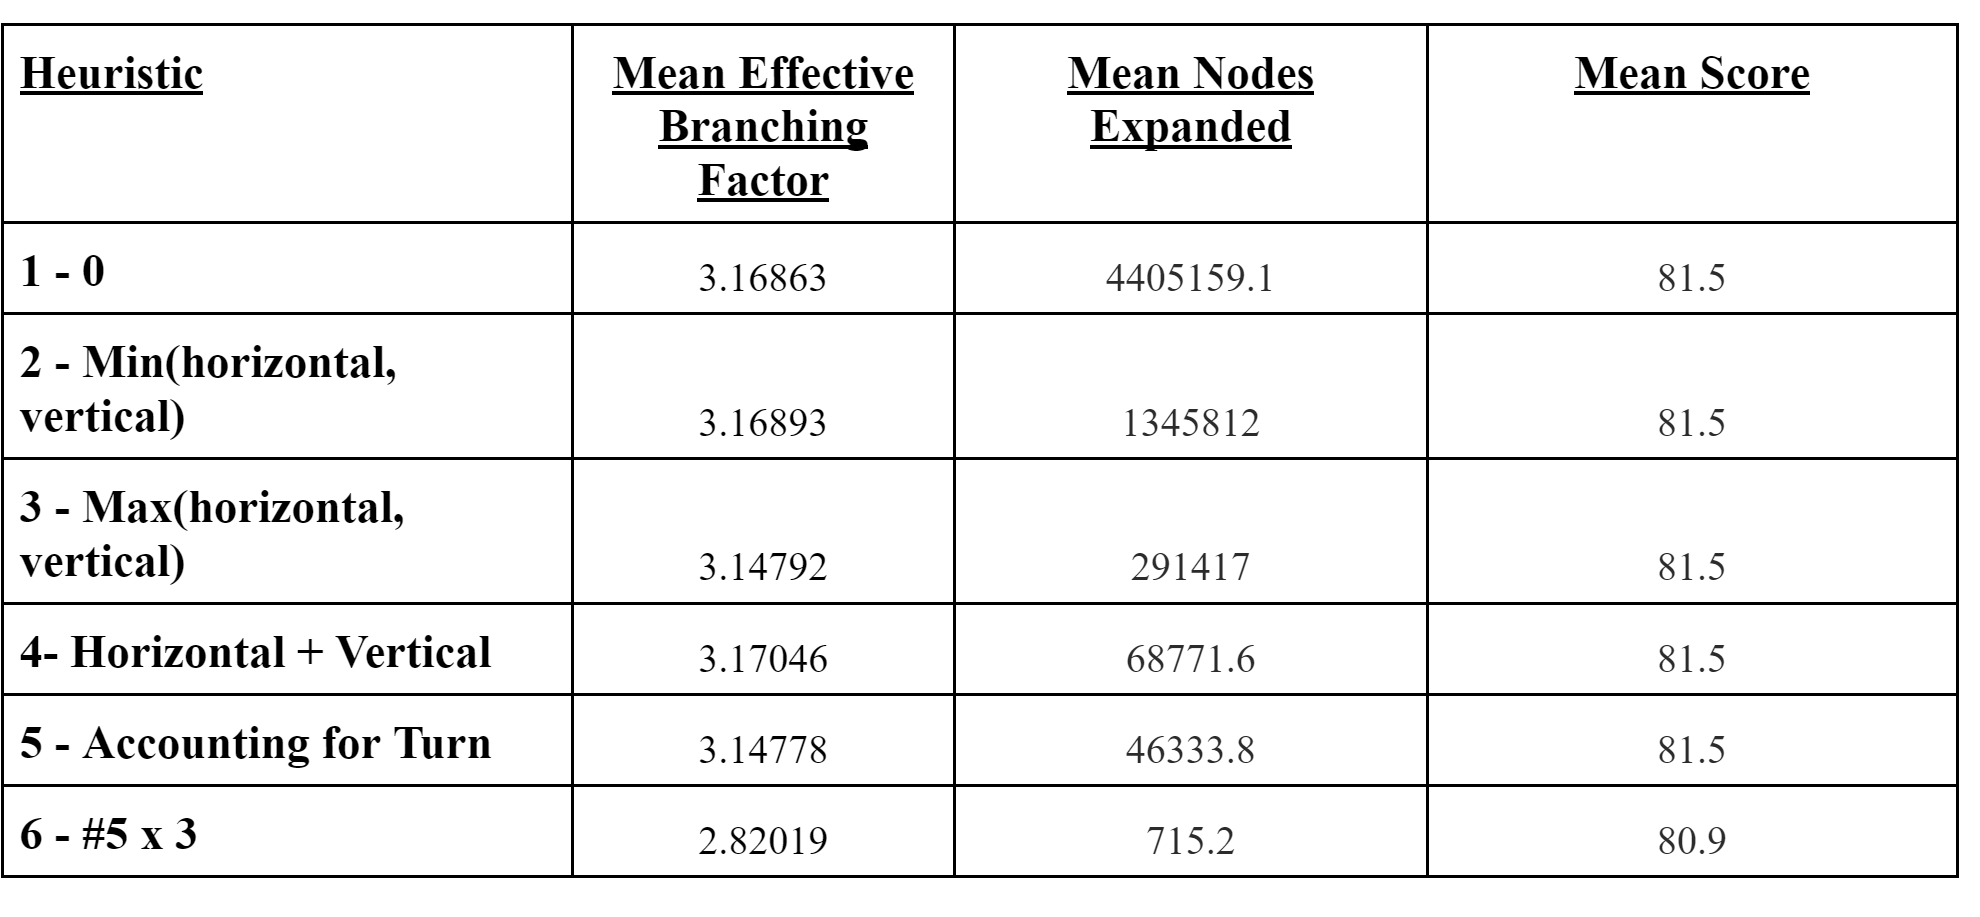 Heuristic
Mean Effective
Branching
Factor
Mean Nodes
Expanded
Mean Score
1 - 0
3.16863
4405159.1
81.5
2 - Min(horizontal,
vertical)
3.16893
1345812
81.5
3 - Max(horizontal,
vertical)
3.14792
291417
81.5
4- Horizontal + Vertical
3.17046
68771.6
81.5
5 - Accounting for Turn
3.14778
46333.8
81.5
6 - #5 x 3
2.82019
715.2
80.9